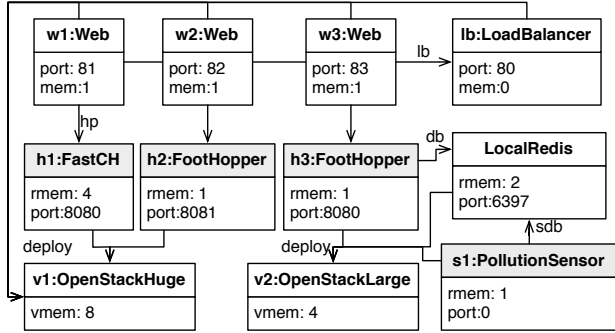 w1:Web
port: 81
mem:1
w2:Web
port: 82
mem:1
w3:Web
port: 83
mem:1
lb
lb:LoadBalancer
port: 80
mem:0
hp
h1:FastCH
rmem: 4
port:8080
h2:FootHopper
rmem: 1
port:8081
h3:FootHopper
rmem: 1
port:8080
db
LocalRedis
rmem: 2
port:6397
sdb
deploy
v1:OpenStackHuge
vmem: 8
deploy
v2:OpenStackLarge
vmem: 4
s1:PollutionSensor
rmem: 1
port:0